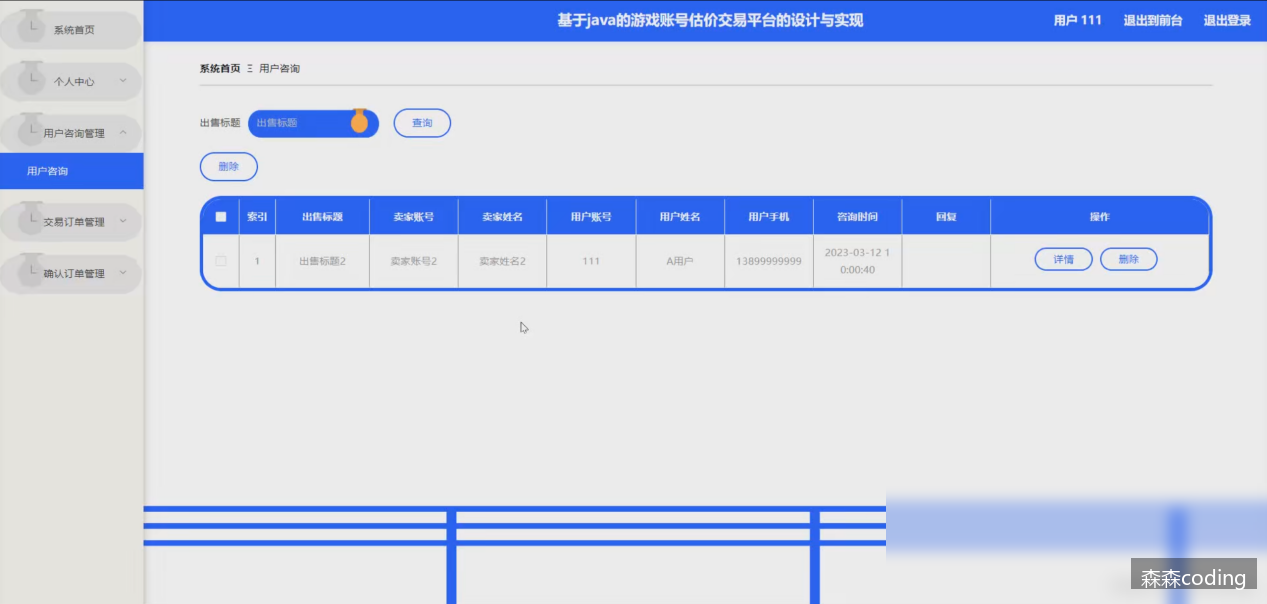 基于java的游戏账号估价交易平台的设计与实现
用户 111 退出到前台 退出登录
系统首页
个人中心
用户咨询管理
用户咨询
交易订单管理
确认订单管理
系统首页 Ξ 用户咨询
出售标题 出售标题 查询
删除
索引 出售标题 卖家账号 卖家姓名 用户账号 用户姓名 用户手机 咨询时间 回复 操作
1 出售标题2 卖家账号2 卖家姓名2 111 A用户 13899999999 2023-03-12 1 详情 删除
0:00:40
森森coding